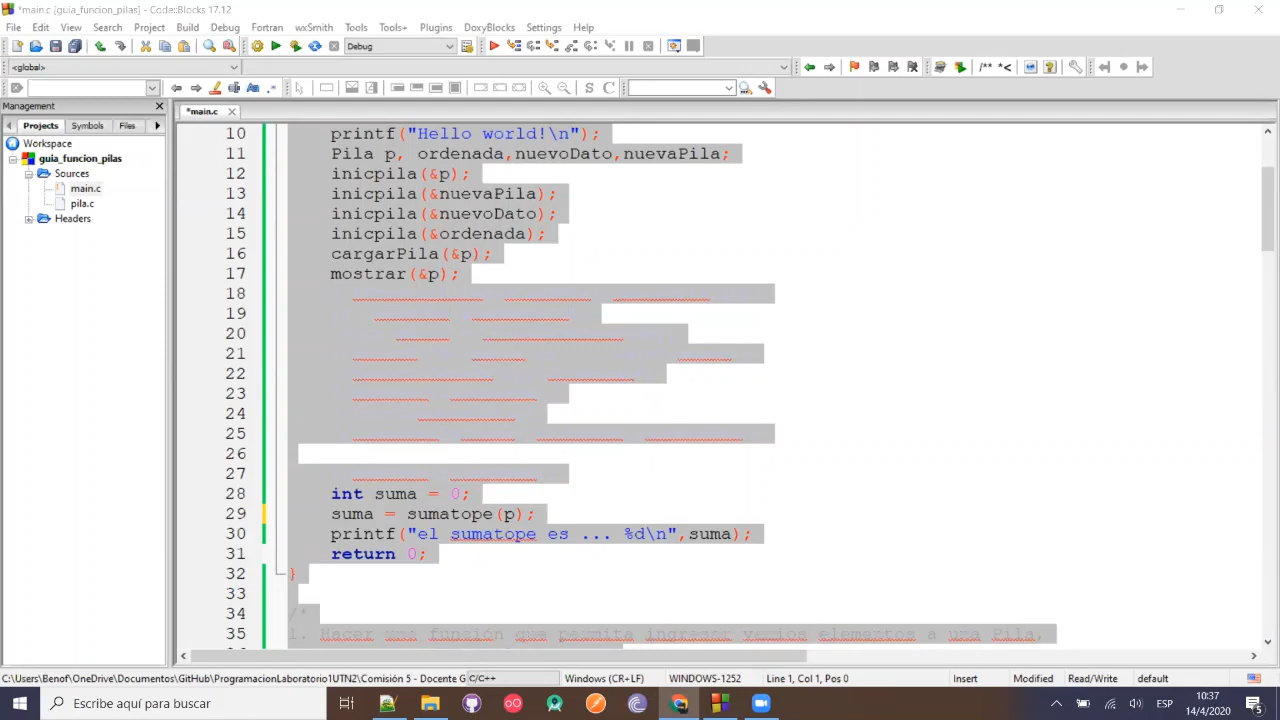 *main.c [guia_funcion_pilas] - Code::Blocks 17.12
File Edit View Search Project Build Debug Fortran wxSmith Tools Tools+ Plugins DoxyBlocks Settings Help
Debug
<global>
/** *<
S C
Management
Projects Symbols Files
*main.c
Workspace
guia_funcion_pilas
Sources
main.c
pila.c
Headers
10 printf("Hello world!\n");
11 Pila p, ordenada,nuevoDato,nuevaPila;
12 inicpila(&p);
13 inicpila(&nuevaPila);
14 inicpila(&nuevoDato);
15 inicpila(&ordenada);
16 cargarPila(&p);
17 mostrar(&p);
18
19
20
21
22
23
24
25
26
27
28 int suma = 0;
29 suma = sumatope(p);
30 printf("el sumatope es ... %d\n",suma);
31 return 0;
32 }
33
34 /*
35 1. Hacer una función que permita ingresar varios elementos a una Pila,
C:\Users\Benof\OneDrive\Documentos\GitHub\ProgramacionLaboratorio1UTN2\Comisión 5 - Docente G C/C++ Windows (CR+LF) WINDOWS-1252 Line 1, Col 1, Pos 0 Insert Modified Read/Write default
Escribe aquí para buscar
ESP
10:37
14/4/2020
5